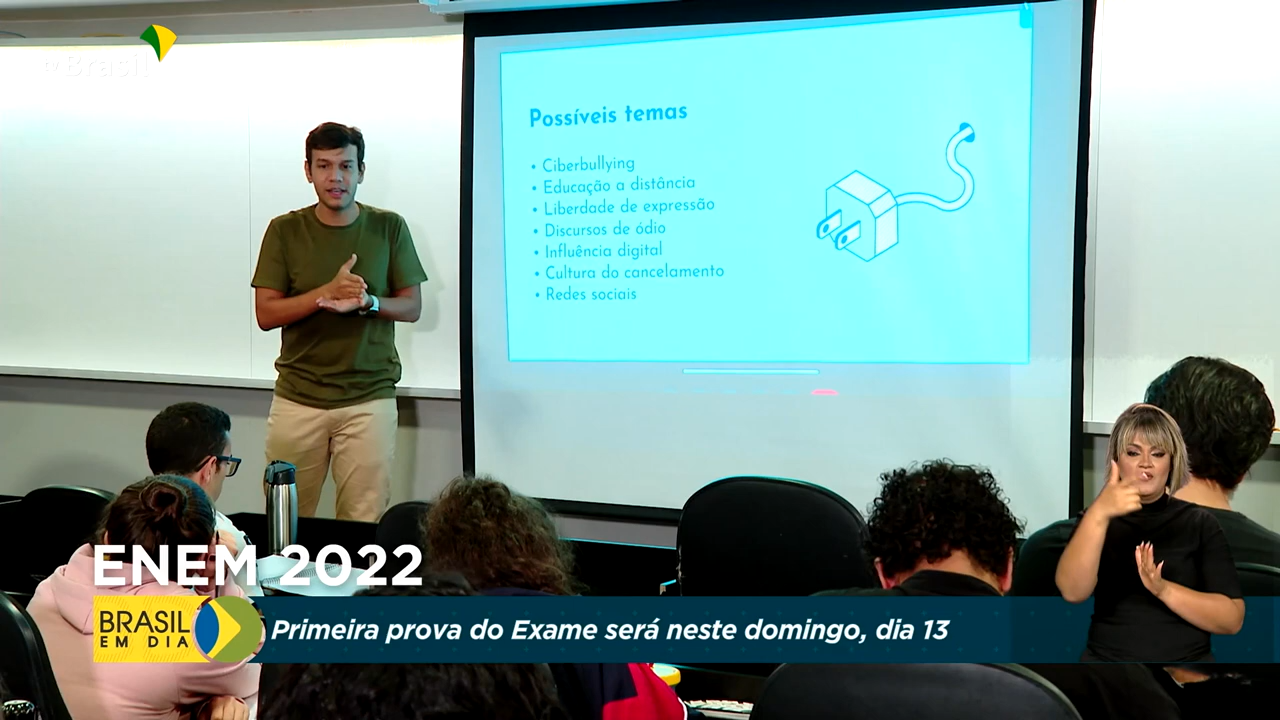 tvBrasil
Possíveis temas
• Ciberbullying
• Educação a distância
• Liberdade de expressão
• Discursos de ódio
• Influência digital
• Cultura do cancelamento
• Redes sociais
ENEM 2022
BRASIL
EM DIA
Primeira prova do Exame será neste domingo, dia 13